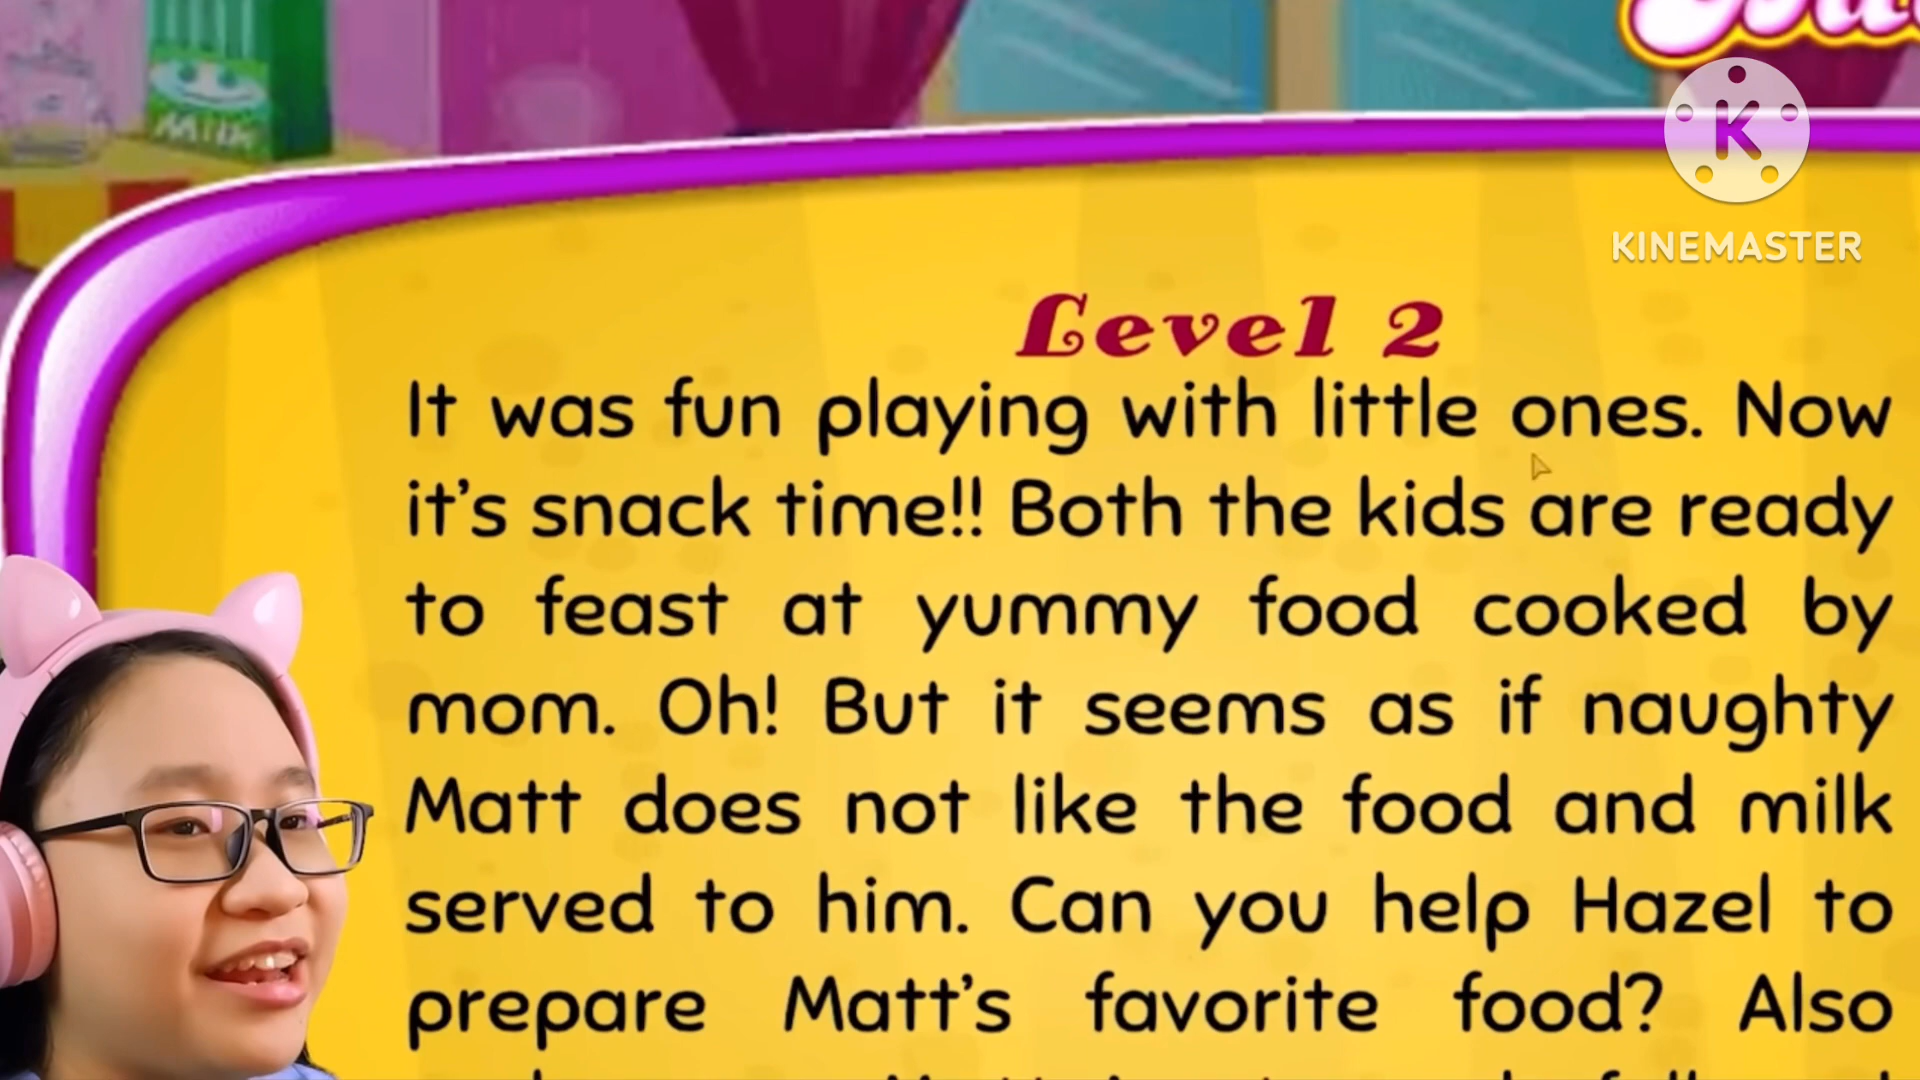 Milk
KINEMASTER
Level 2
It was fun playing with little ones. Now
it's snack time!! Both the kids are ready
to feast at yummy food cooked by
mom. Oh! But it seems as if naughty
Matt does not like the food and milk
served to him. Can you help Hazel to
prepare Matt's favorite food? Also